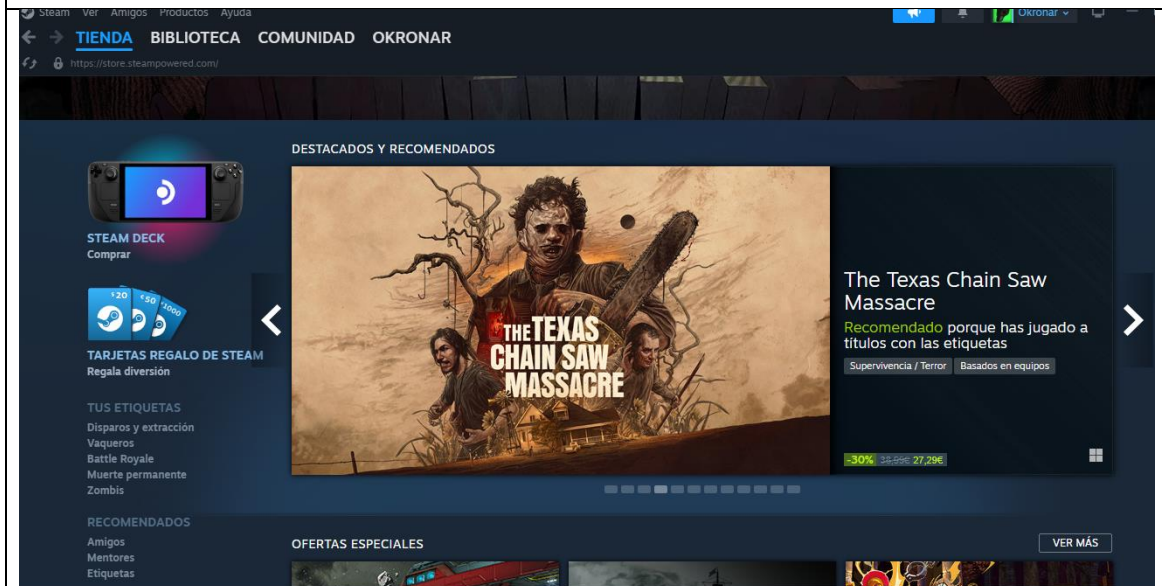 Steam Ver Amigos Productos Ayuda
Okronar
TIENDA BIBLIOTECA COMUNIDAD OKRONAR
https://store.steampowered.com/
DESTACADOS Y RECOMENDADOS
STEAM DECK
Comprar
$20 $50 $1000
TARJETAS REGALO DE STEAM
Regala diversión
TUS ETIQUETAS
Disparos y extracción
Vaqueros
Battle Royale
Muerte permanente
Zombis
RECOMENDADOS
Amigos
Mentores
Etiquetas
THE TEXAS
CHAIN SAW
MASSACRE
The Texas Chain Saw
Massacre
Recomendado porque has jugado a
títulos con las etiquetas
Supervivencia / Terror Basados en equipos
-30% 38,99€ 27,29€
OFERTAS ESPECIALES
VER MÁS